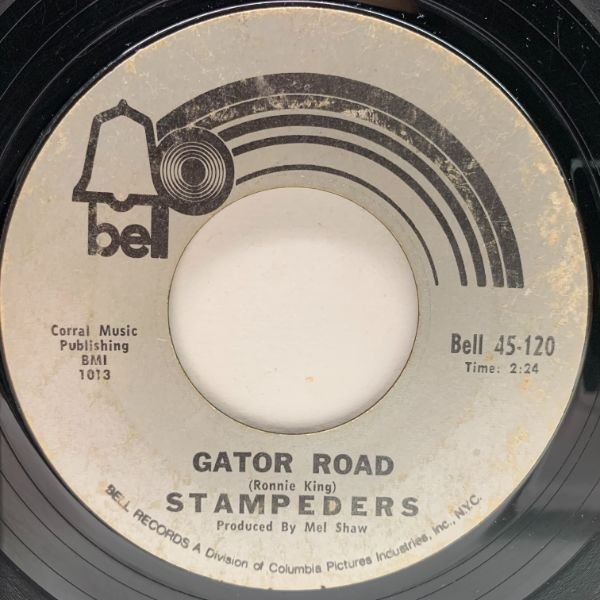 bell
Corral Music
Publishing
BMI
1013
Bell 45-120
Time: 2:24
GATOR ROAD
(Ronnie King)
STAMPEDERS
Produced By Mel Shaw
BELL RECORDS A Division of Columbia Pictures Industries, Inc., N.Y.C.